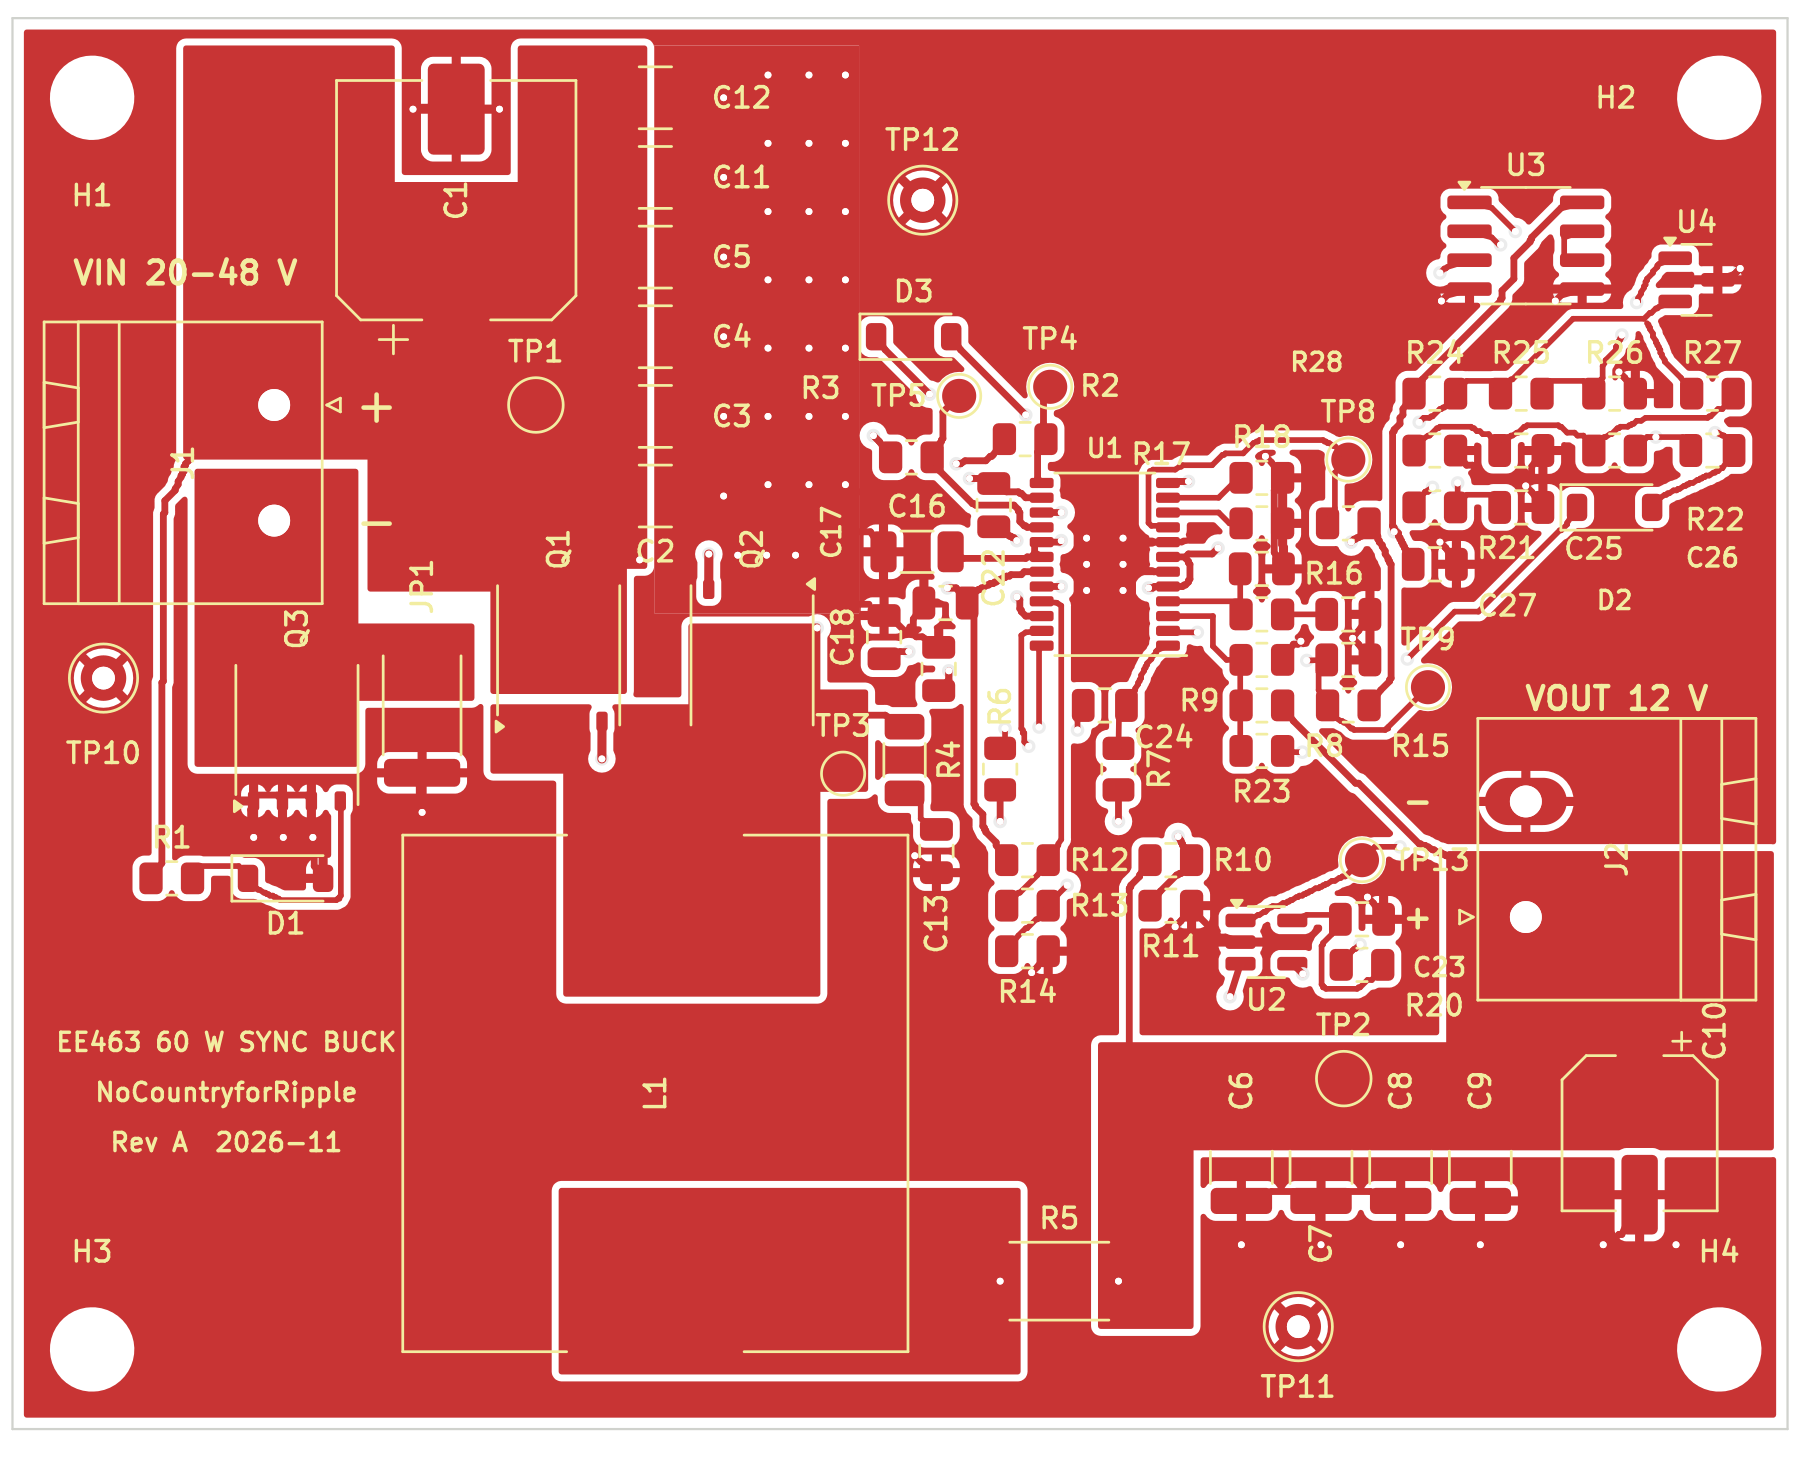 C12
H2
TP12
U3
C11
H1
C1
U4
VIN 20-48 V
C5
D3
C4
TP1
TP4
R28
R24
R25
R26
R27
R3
TP5
R2
TP8
+
C3
R18
U1
R17
J1
C16
−
C17
R22
Q1
C2
Q2
R21
C25
C26
C22
R16
JP1
D2
C27
Q3
C18
TP9
R6
R9
VOUT 12 V
TP3
TP10
C24
R8
R15
R4
R7
R23
−
R1
R12
R10
TP13
J2
R13
D1
C13
R11
+
C23
R14
U2
R20
TP2
C10
EE463 60 W SYNC BUCK
NoCountryforRipple
Rev A  2026-11
L1
C6
C8
C9
R5
C7
H3
H4
TP11